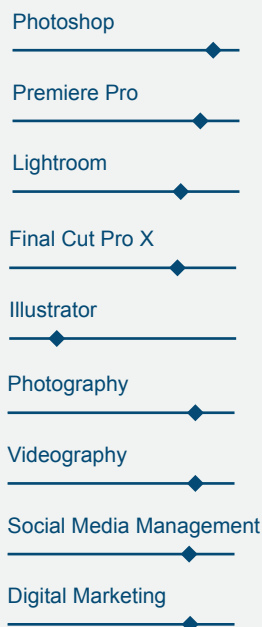 Photoshop
Premiere Pro
Lightroom
Final Cut Pro X
Illustrator
Photography
Videography
Social Media Management
Digital Marketing